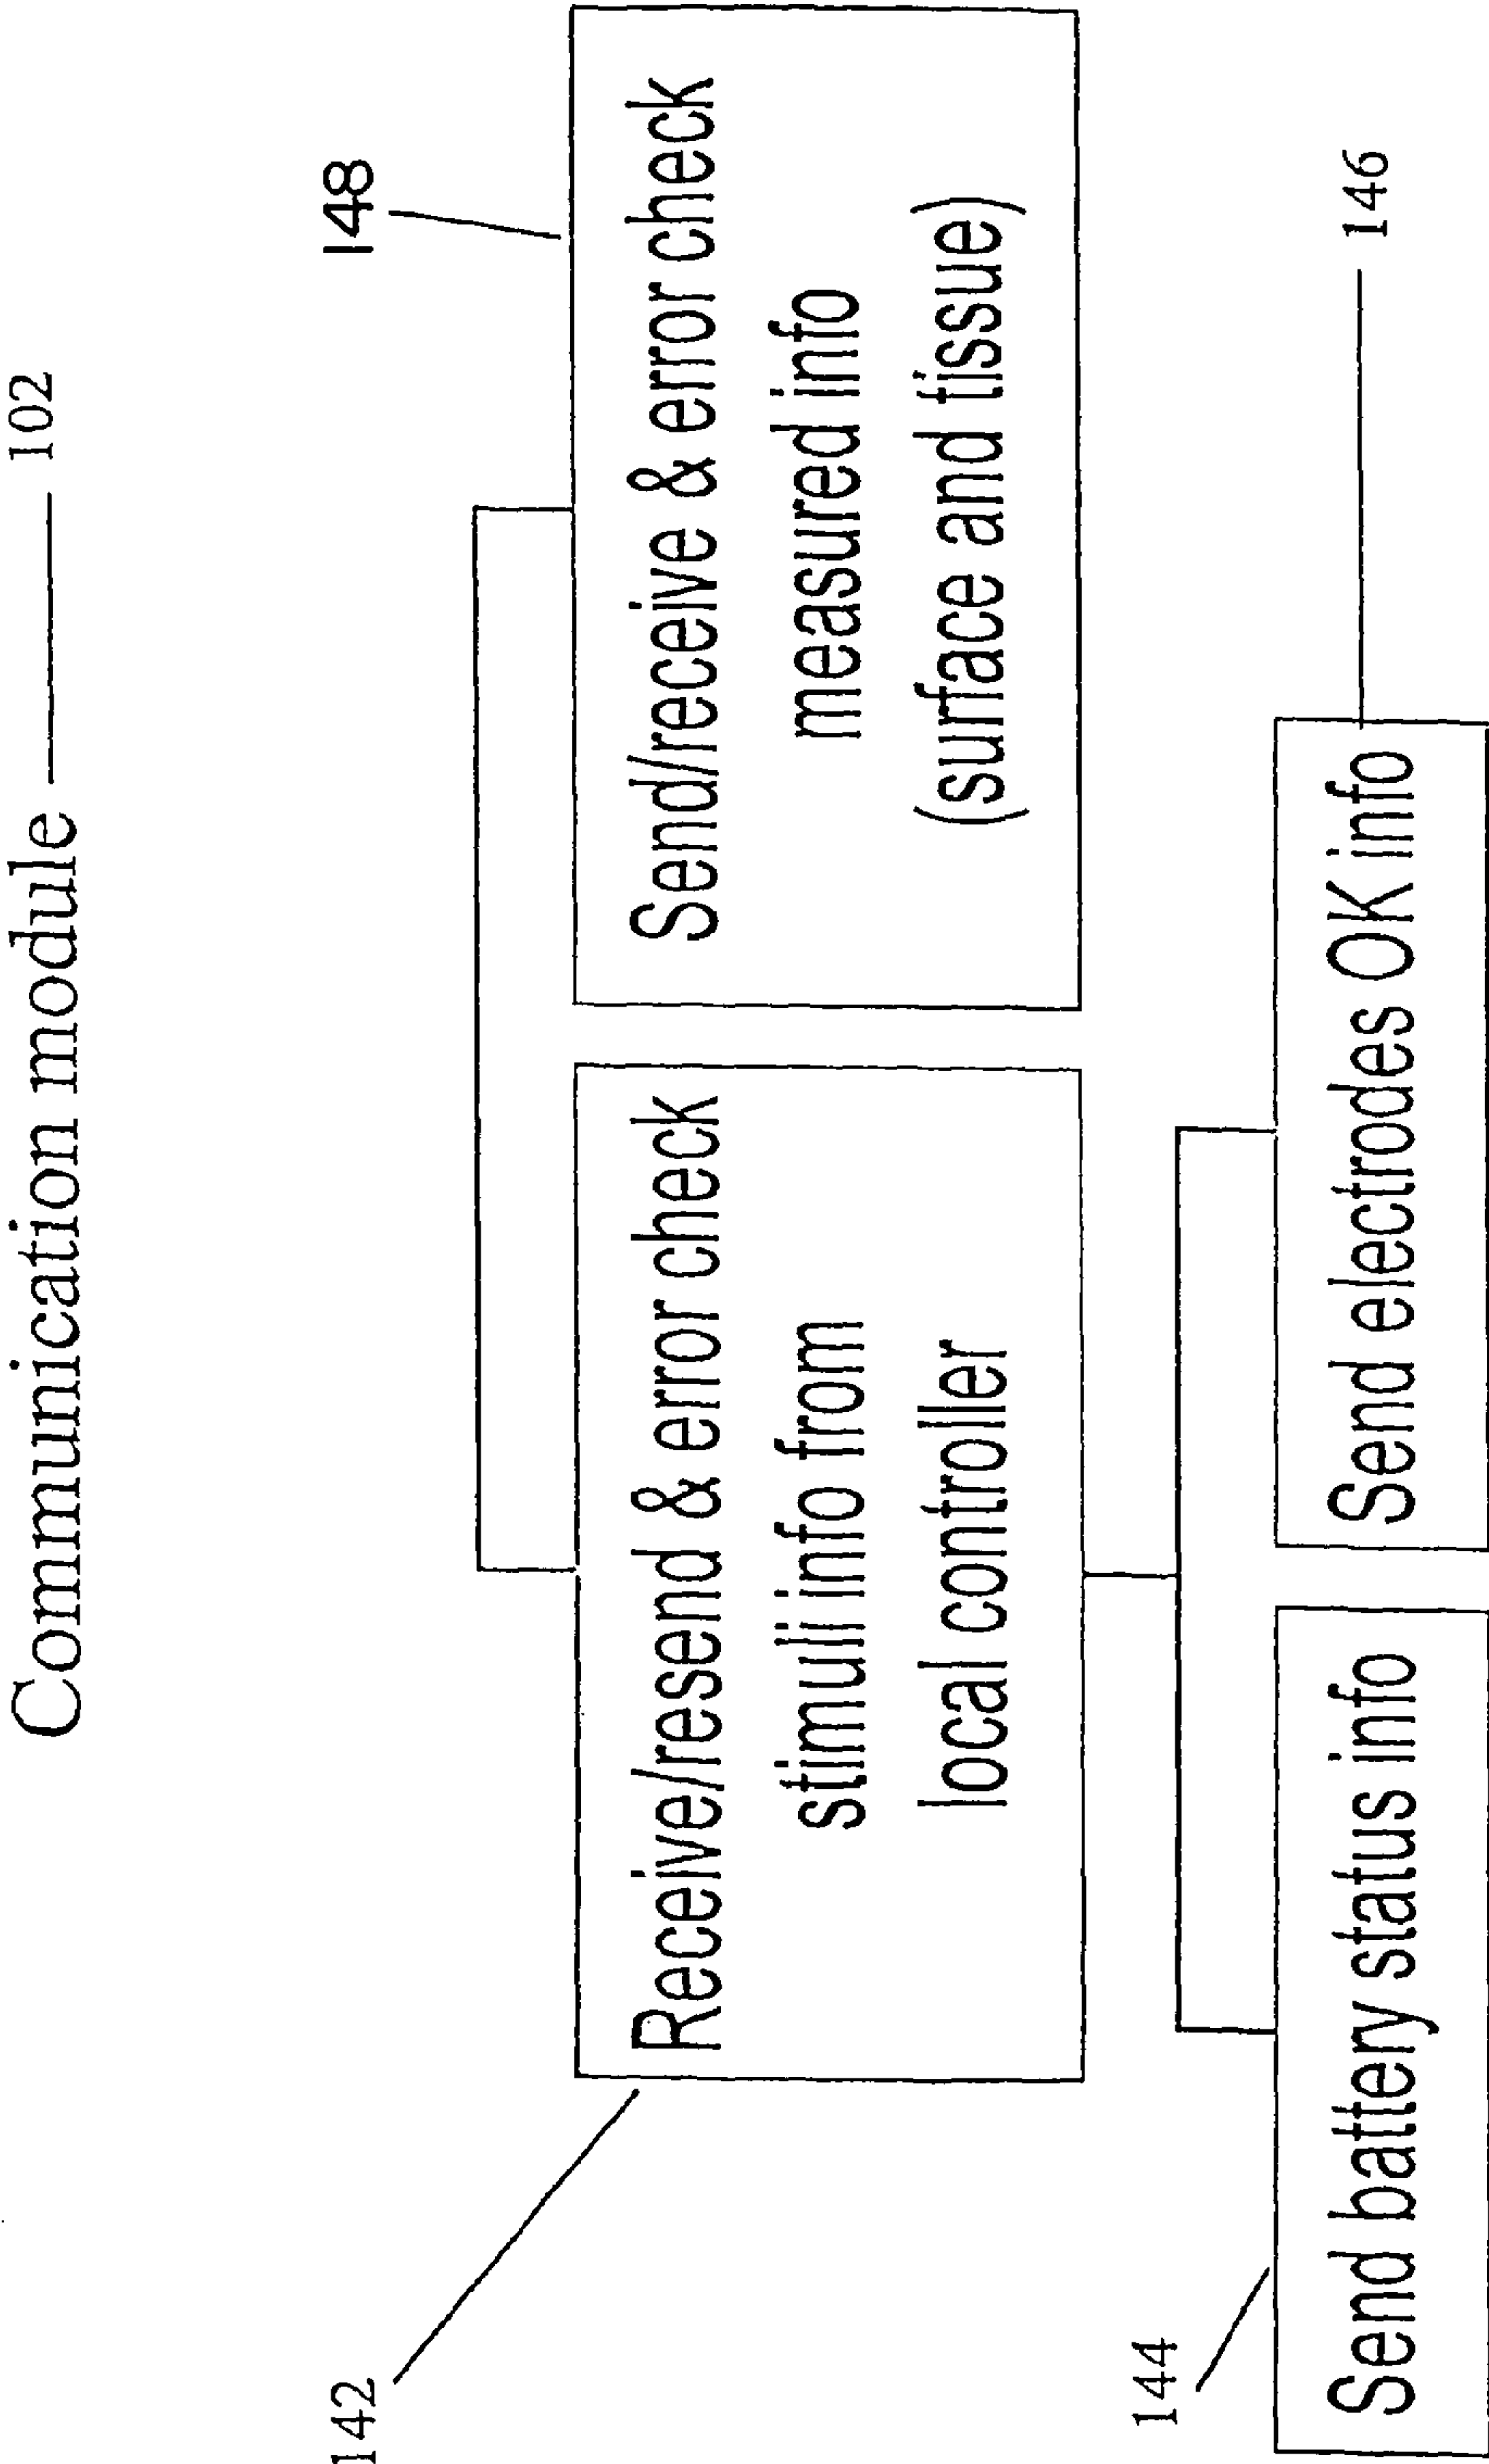 Communication module 102
142
148
Receive/resend & error check
stimuli info from
local controller
Send/receive & error check
measured info
(surface and tissue)
144
146
Send battery status info
Send electrodes OK info